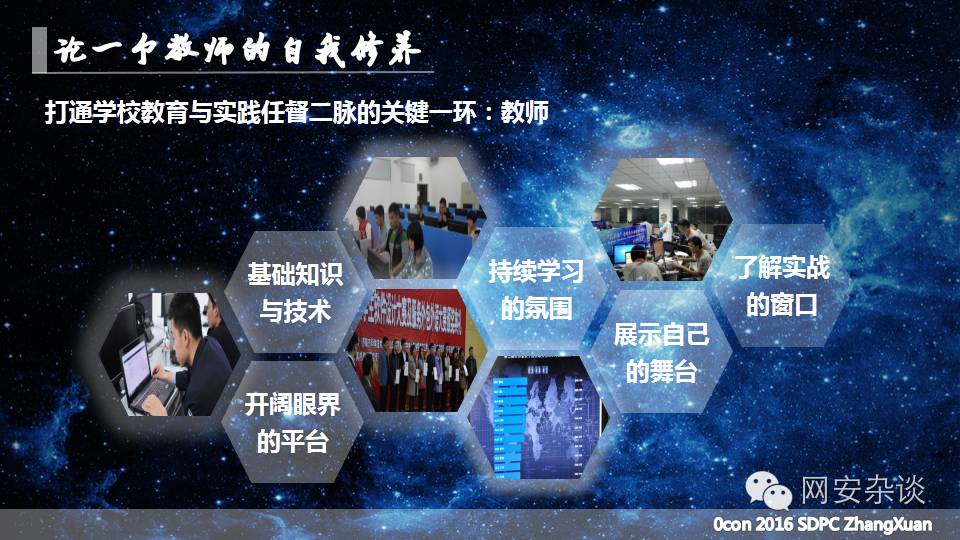 论一个教师的自我修养
打通学校教育与实践任督二脉的关键一环：教师
基础知识
与技术
持续学习
的氛围
了解实战
的窗口
展示自己
的舞台
开阔眼界
的平台
网安杂谈
0con 2016 SDPC ZhangXuan